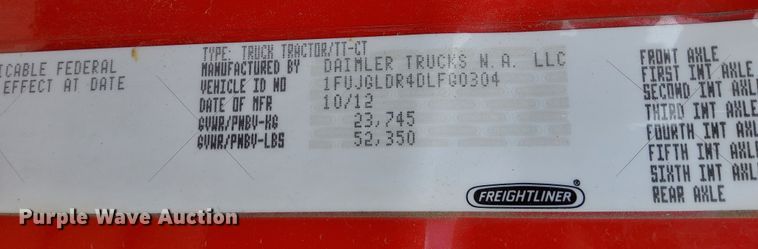 TYPE: TRUCK TRACTOR/TT-CT
ICABLE FEDERAL
EFFECT AT DATE
MANUFACTURED BY DAIMLER TRUCKS N.A. LLC
VEHICLE ID NO 1FUJGLDR4DLFG0304
DATE OF MFR 10/12
GVWR/PNBV-KG 23,745
GVWR/PNBV-LBS 52,350
FRONT AXLE
FIRST INT AXLE
SECOND INT AXLE
THIRD INT AXLE
FOURTH INT AXLE
FIFTH INT AXLE
SIXTH INT AXLE
REAR AXLE
FREIGHTLINER®
Purple Wave Auction